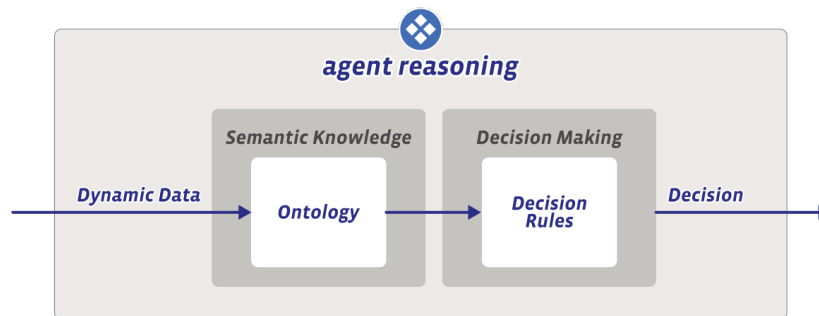 agent reasoning
Semantic Knowledge
Decision Making
Dynamic Data
Ontology
Decision
Rules
Decision